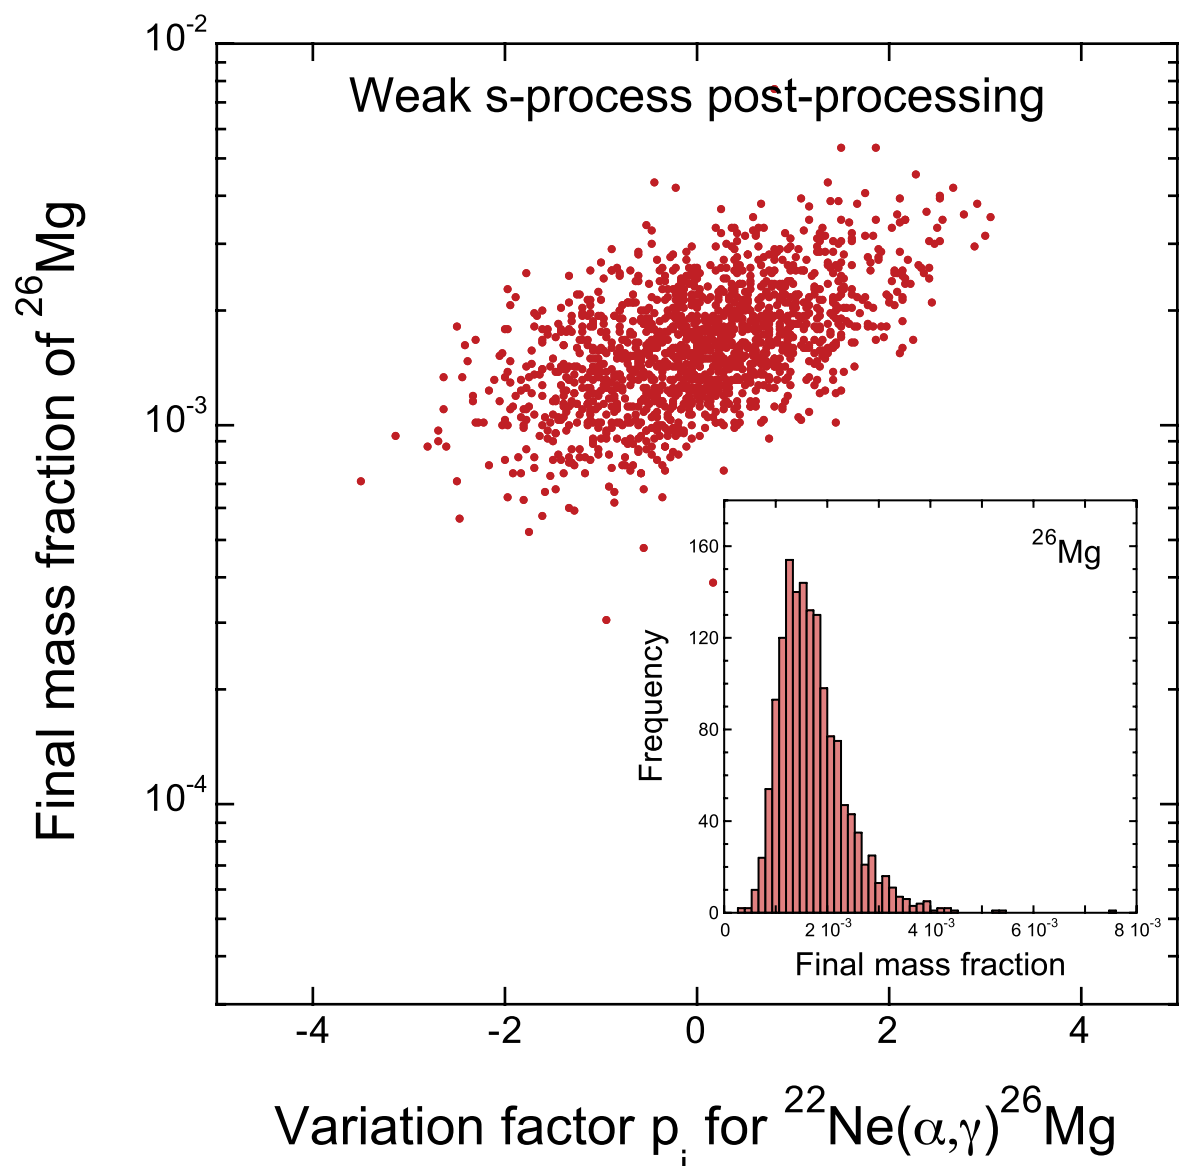 10⁻²
Weak s-process post-processing
Final mass fraction of ²⁶Mg
10⁻³
10⁻⁴
²⁶Mg
Frequency
160
120
80
40
0
0 2 10⁻³ 4 10⁻³ 6 10⁻³ 8 10⁻³
Final mass fraction
-4 -2 0 2 4
Variation factor pᵢ for ²²Ne(α,γ)²⁶Mg